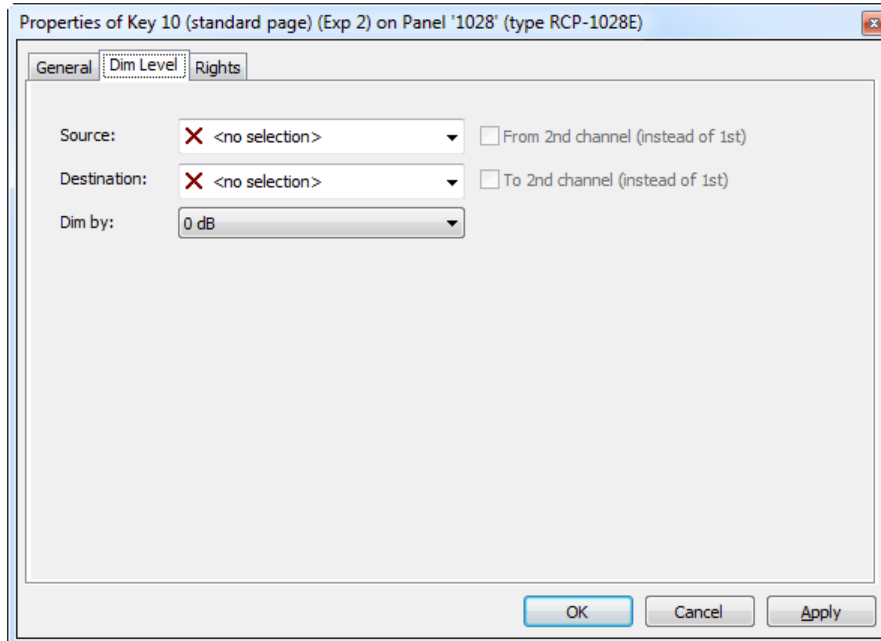 Properties of Key 10 (standard page) (Exp 2) on Panel '1028' (type RCP-1028E)
General Dim Level Rights
Source: <no selection> From 2nd channel (instead of 1st)
Destination: <no selection> To 2nd channel (instead of 1st)
Dim by: 0 dB
OK Cancel Apply